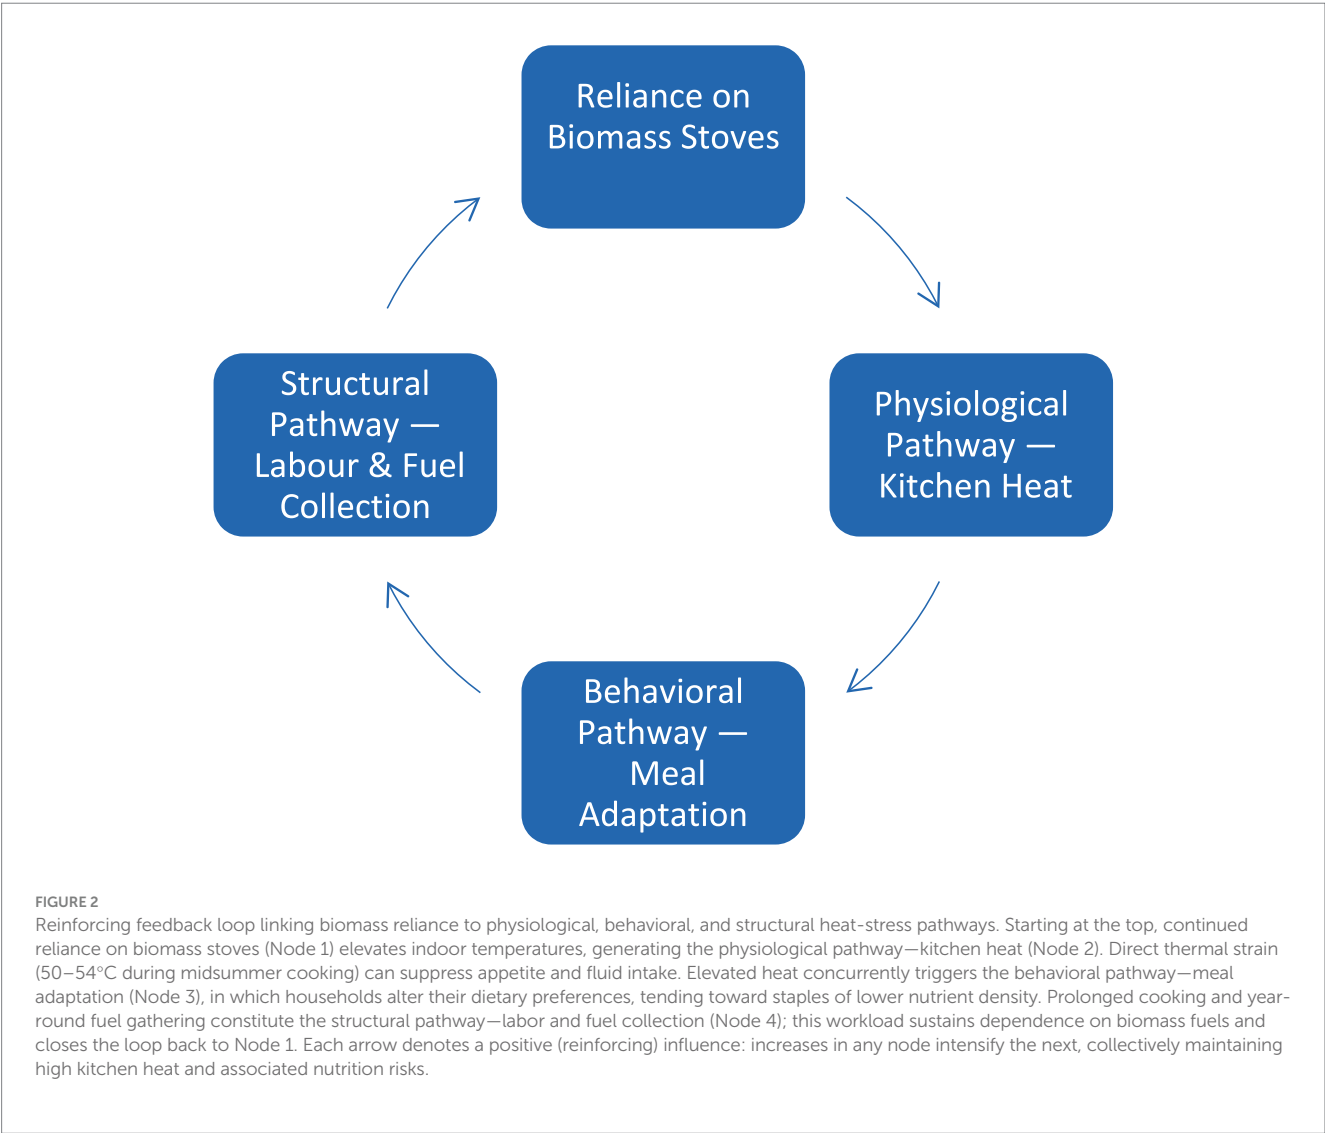 Reliance on
Biomass Stoves
Structural
Pathway —
Labour & Fuel
Collection
Physiological
Pathway —
Kitchen Heat
Behavioral
Pathway —
Meal
Adaptation
FIGURE 2
Reinforcing feedback loop linking biomass reliance to physiological, behavioral, and structural heat-stress pathways. Starting at the top, continued
reliance on biomass stoves (Node 1) elevates indoor temperatures, generating the physiological pathway—kitchen heat (Node 2). Direct thermal strain
(50–54°C during midsummer cooking) can suppress appetite and fluid intake. Elevated heat concurrently triggers the behavioral pathway—meal
adaptation (Node 3), in which households alter their dietary preferences, tending toward staples of lower nutrient density. Prolonged cooking and year-
round fuel gathering constitute the structural pathway—labor and fuel collection (Node 4); this workload sustains dependence on biomass fuels and
closes the loop back to Node 1. Each arrow denotes a positive (reinforcing) influence: increases in any node intensify the next, collectively maintaining
high kitchen heat and associated nutrition risks.